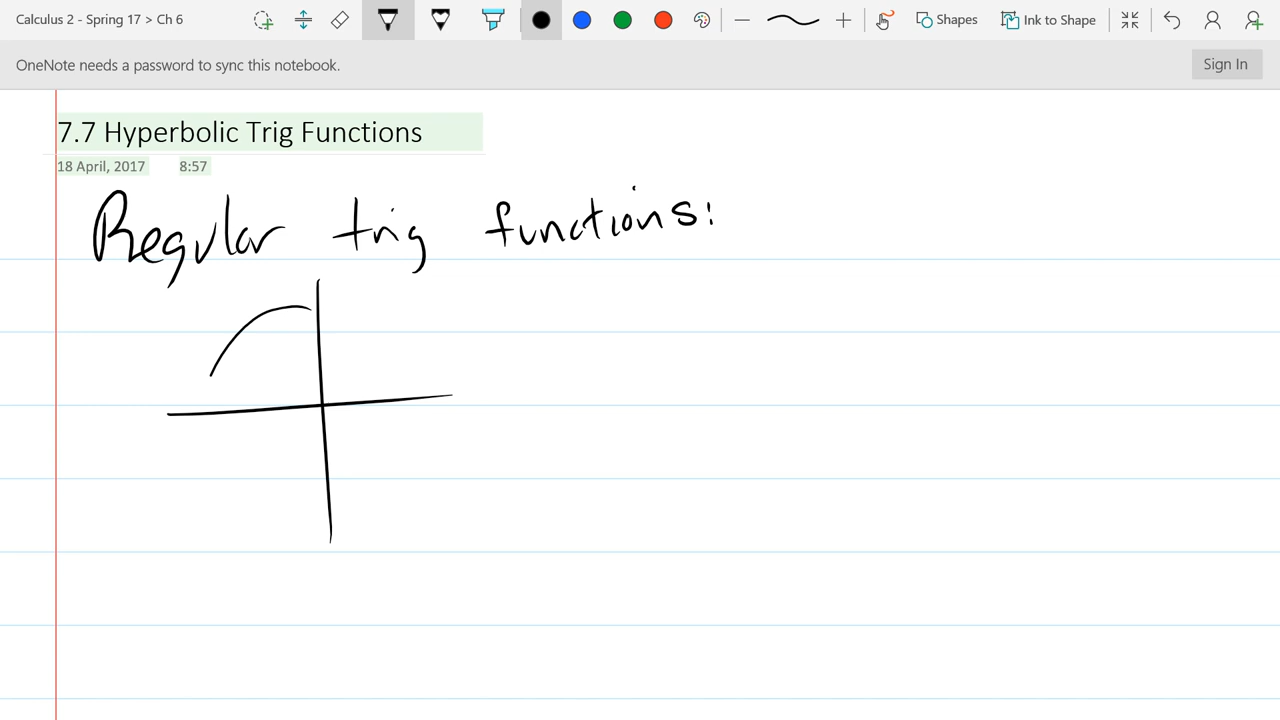 Calculus 2 - Spring 17 > Ch 6
Shapes
Ink to Shape
OneNote needs a password to sync this notebook.
Sign In
7.7 Hyperbolic Trig Functions
18 April, 2017 8:57
Regular trig functions: